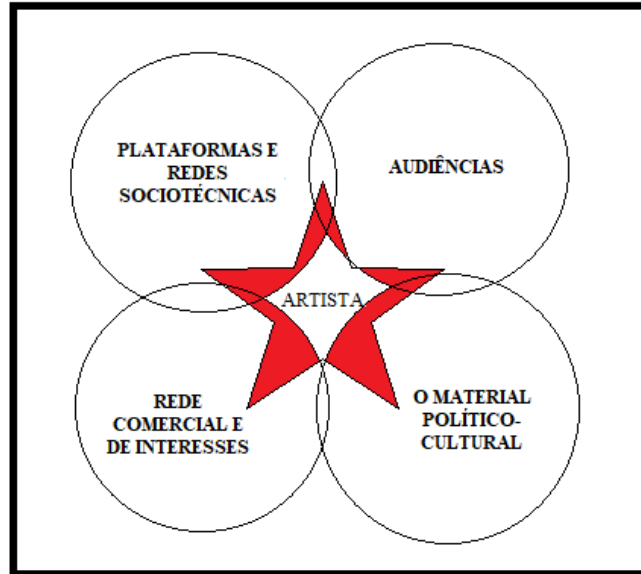 PLATAFORMAS E
REDES
SOCIOTÉCNICAS
AUDIÊNCIAS
ARTISTA
REDE
COMERCIAL E
DE INTERESSES
O MATERIAL
POLÍTICO-
CULTURAL